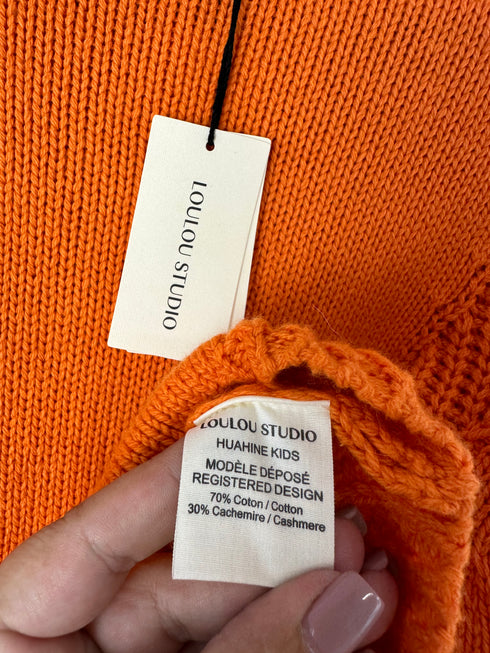 LOULOU STUDIO
LOULOU STUDIO
HUAHINE KIDS
MODÈLE DÉPOSÉ
REGISTERED DESIGN
70% Coton / Cotton
30% Cachemire / Cashmere